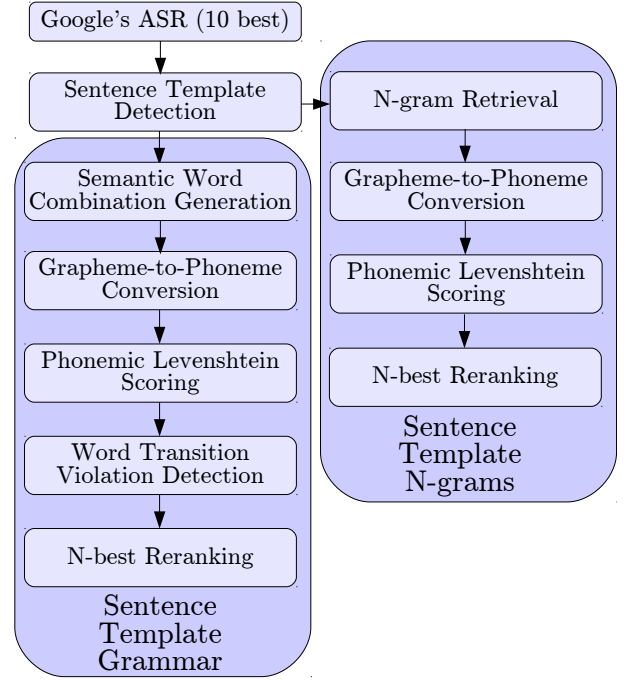 Google's ASR (10 best)
Sentence Template
Detection
Semantic Word
Combination Generation
Grapheme-to-Phoneme
Conversion
Phonemic Levenshtein
Scoring
Word Transition
Violation Detection
N-best Reranking
Sentence
Template
Grammar
N-gram Retrieval
Grapheme-to-Phoneme
Conversion
Phonemic Levenshtein
Scoring
N-best Reranking
Sentence
Template
N-grams